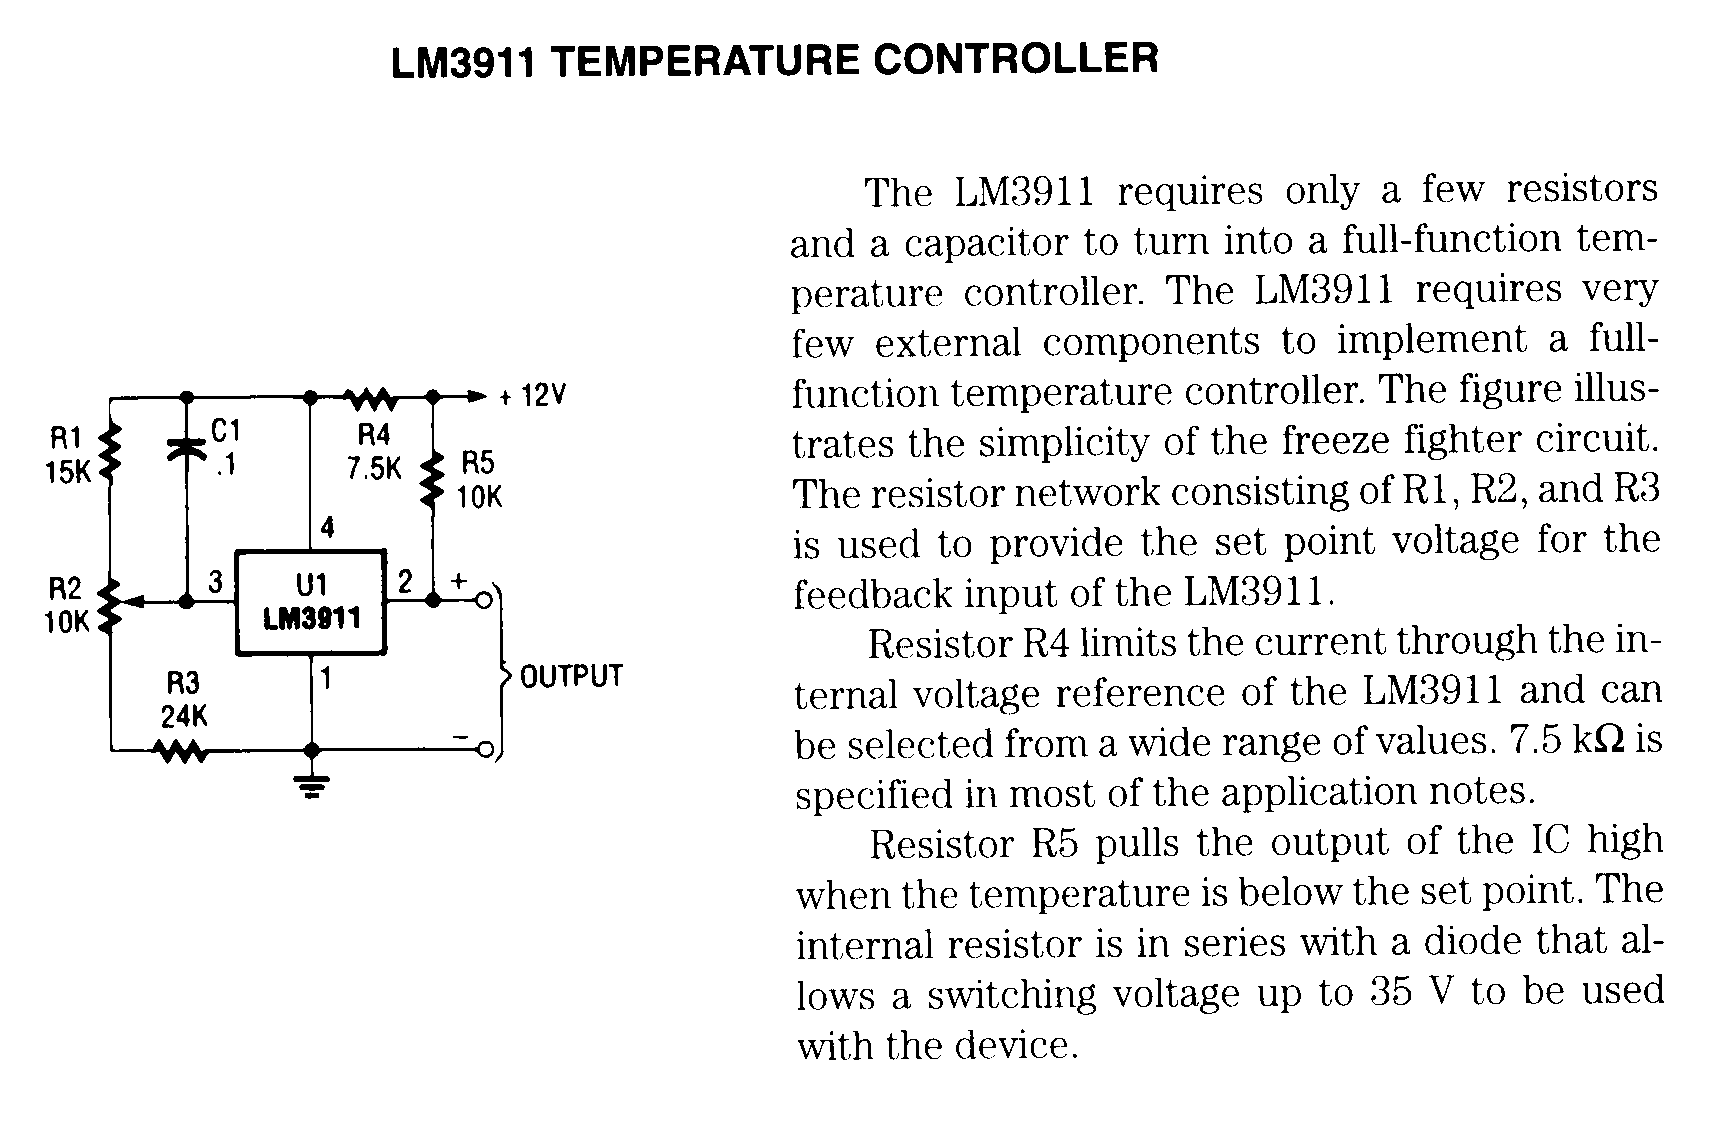 LM3911 TEMPERATURE CONTROLLER
+ 12V
R1
15K
C1
.1
R4
7.5K
R5
10K
4
R2
10K
3
U1
LM3911
2
+
OUTPUT
1
R3
24K
−
The LM3911 requires only a few resistors
and a capacitor to turn into a full-function tem-
perature controller. The LM3911 requires very
few external components to implement a full-
function temperature controller. The figure illus-
trates the simplicity of the freeze fighter circuit.
The resistor network consisting of R1, R2, and R3
is used to provide the set point voltage for the
feedback input of the LM3911.
Resistor R4 limits the current through the in-
ternal voltage reference of the LM3911 and can
be selected from a wide range of values. 7.5 kΩ is
specified in most of the application notes.
Resistor R5 pulls the output of the IC high
when the temperature is below the set point. The
internal resistor is in series with a diode that al-
lows a switching voltage up to 35 V to be used
with the device.